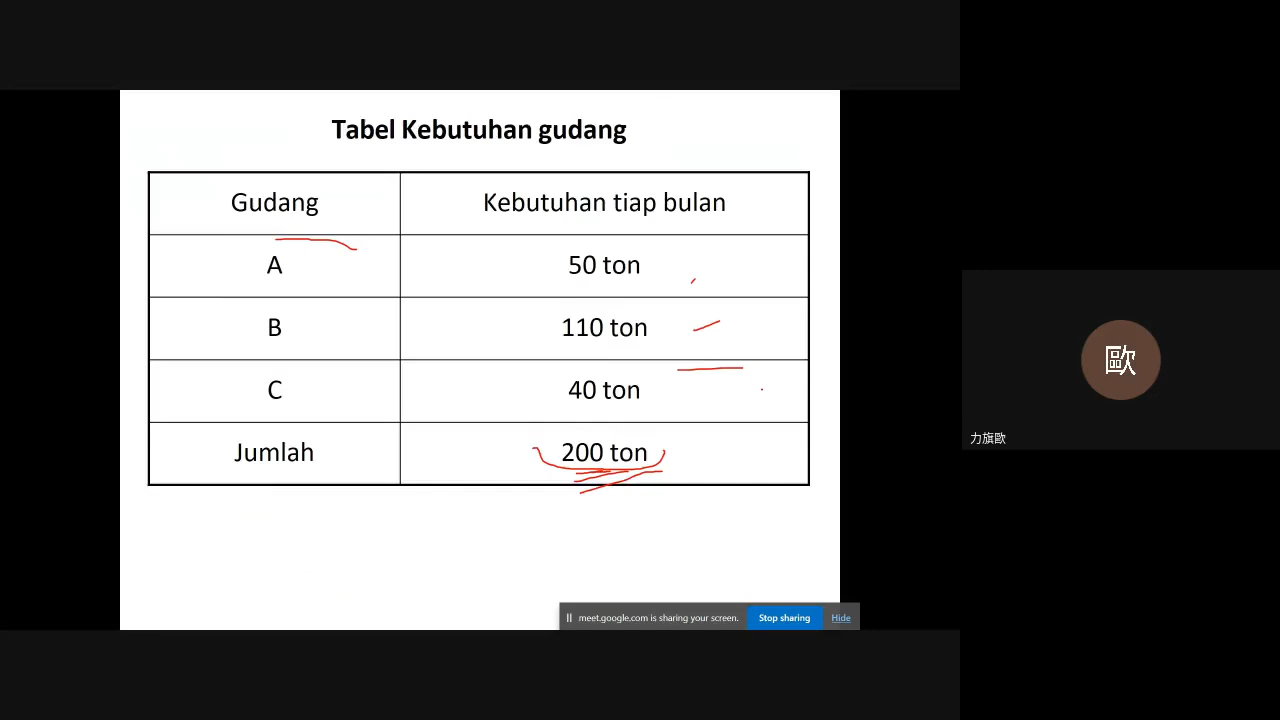 Tabel Kebutuhan gudang
Gudang Kebutuhan tiap bulan
A 50 ton
B 110 ton
C 40 ton
Jumlah 200 ton
歐
力旗歐
meet.google.com is sharing your screen. Stop sharing Hide